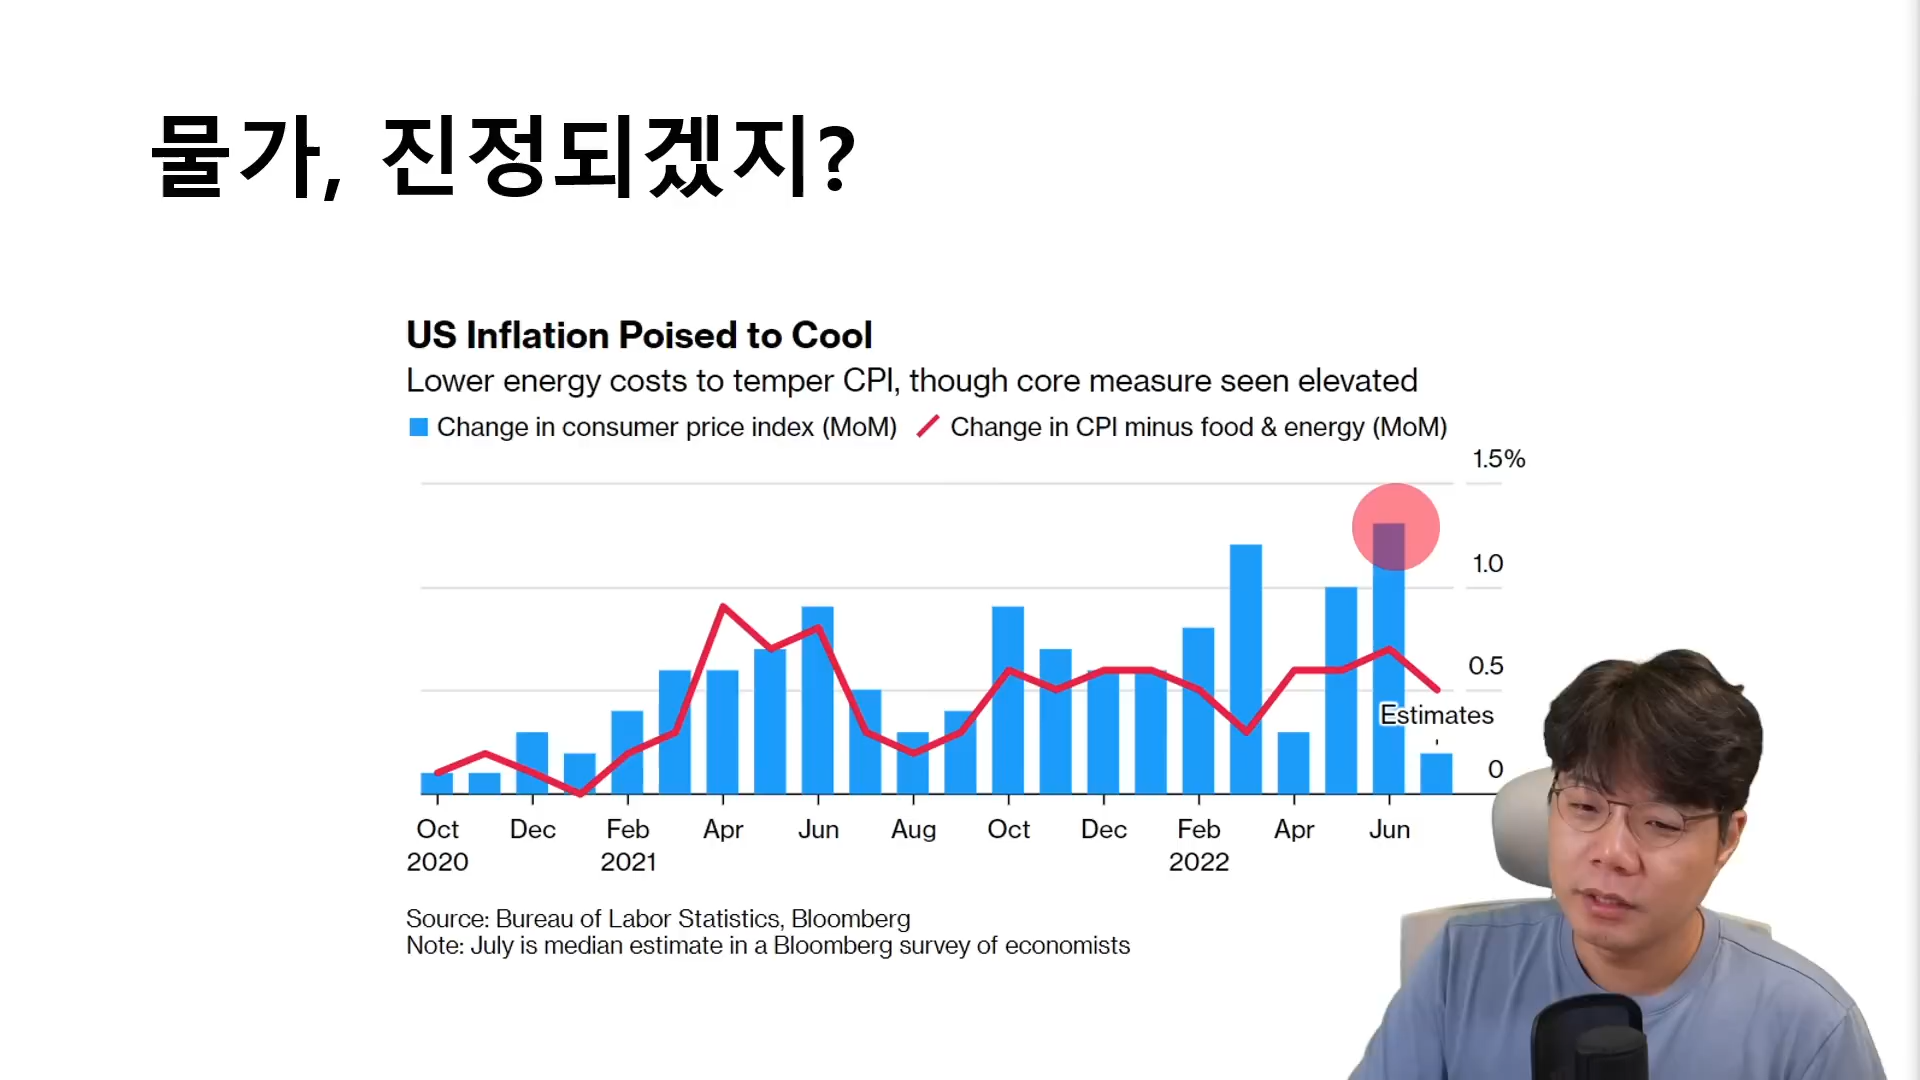 물가, 진정되겠지?
US Inflation Poised to Cool
Lower energy costs to temper CPI, though core measure seen elevated
Change in consumer price index (MoM) Change in CPI minus food & energy (MoM)
1.5%
1.0
0.5
Estimates
0
Oct Dec Feb Apr Jun Aug Oct Dec Feb Apr Jun
2020 2021 2022
Source: Bureau of Labor Statistics, Bloomberg
Note: July is median estimate in a Bloomberg survey of economists